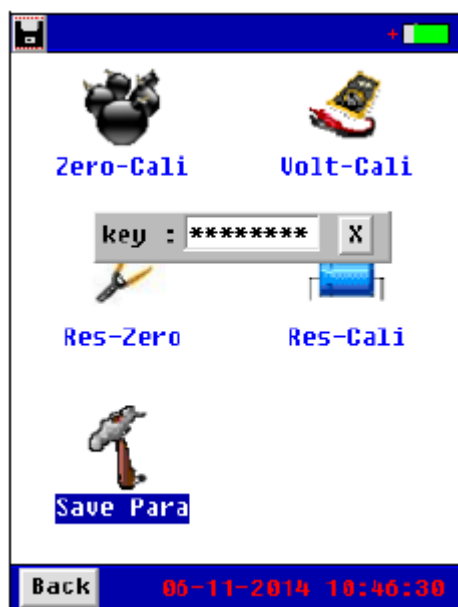 Zero-Cali Volt-Cali
key : ******** X
Res-Zero Res-Cali
Save Para
Back 06-11-2014 10:46:30